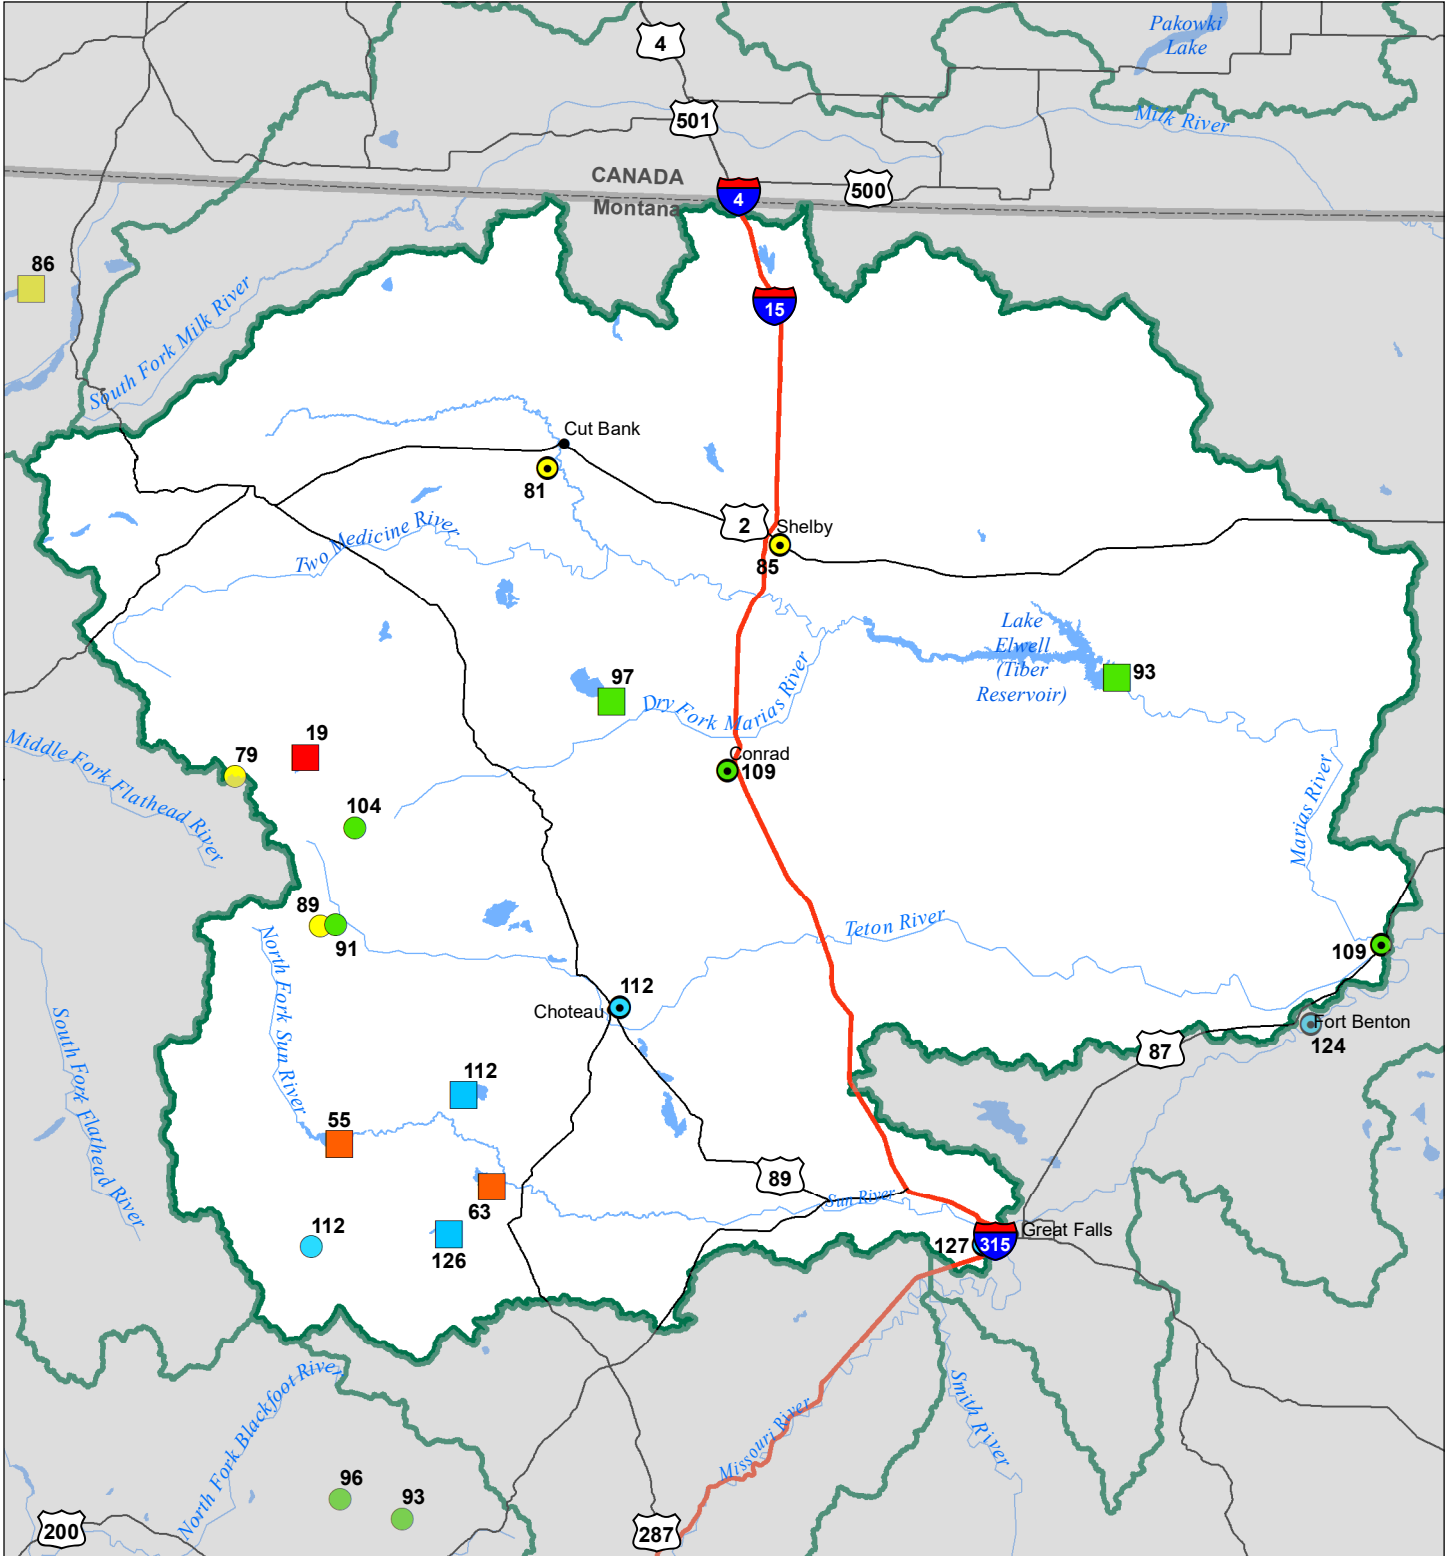 Pakowki
Lake
4
501
Milk River
CANADA
4
500
Montana
86
15
South Fork Milk River
Cut Bank
81
2
Shelby
85
Two Medicine River
Lake
Elwell
(Tiber
Reservoir)
93
97
Dry Fork Marias River
Middle Fork Flathead River
79
19
Conrad
109
104
Marias River
89
91
Teton River
109
North Fork Sun River
112
Choteau
Fort Benton
124
87
South Fork Flathead River
112
55
89
63
Sun River
112
126
127
315
Great Falls
North Fork Blackfoot River
Smith River
Missouri River
96
93
200
287